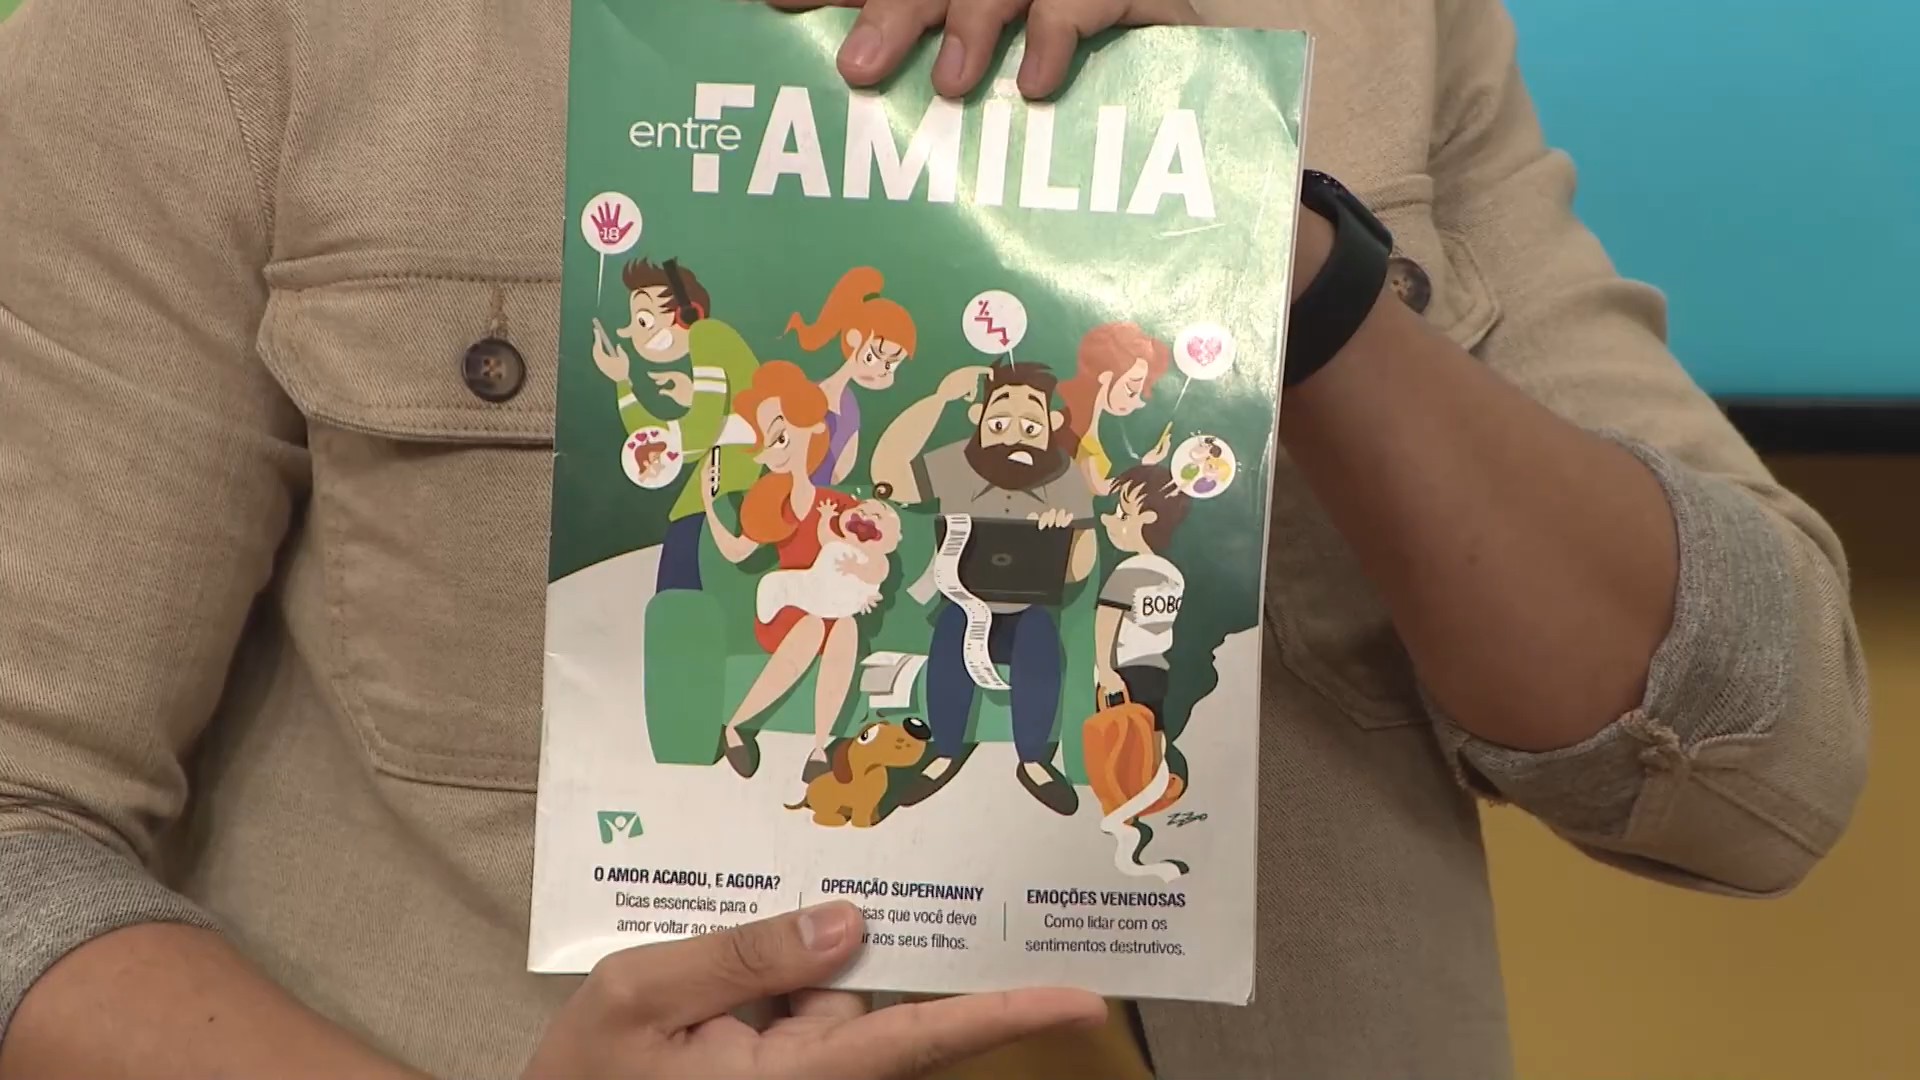 entre FAMÍLIA
-18
%
BOBO
O AMOR ACABOU, E AGORA?
Dicas essenciais para o
amor voltar ao
OPERAÇÃO SUPERNANNY
que você deve
aos seus filhos.
EMOÇÕES VENENOSAS
Como lidar com os
sentimentos destrutivos.